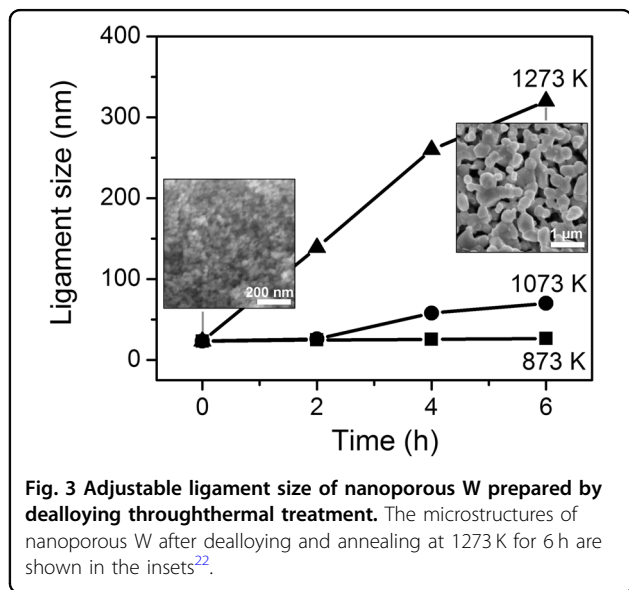 400
300
200
100
0
Ligament size (nm)
1273 K
1 µm
200 nm
1073 K
873 K
0 2 4 6
Time (h)
Fig. 3 Adjustable ligament size of nanoporous W prepared by
dealloying throughthermal treatment. The microstructures of
nanoporous W after dealloying and annealing at 1273 K for 6 h are
shown in the insets22.